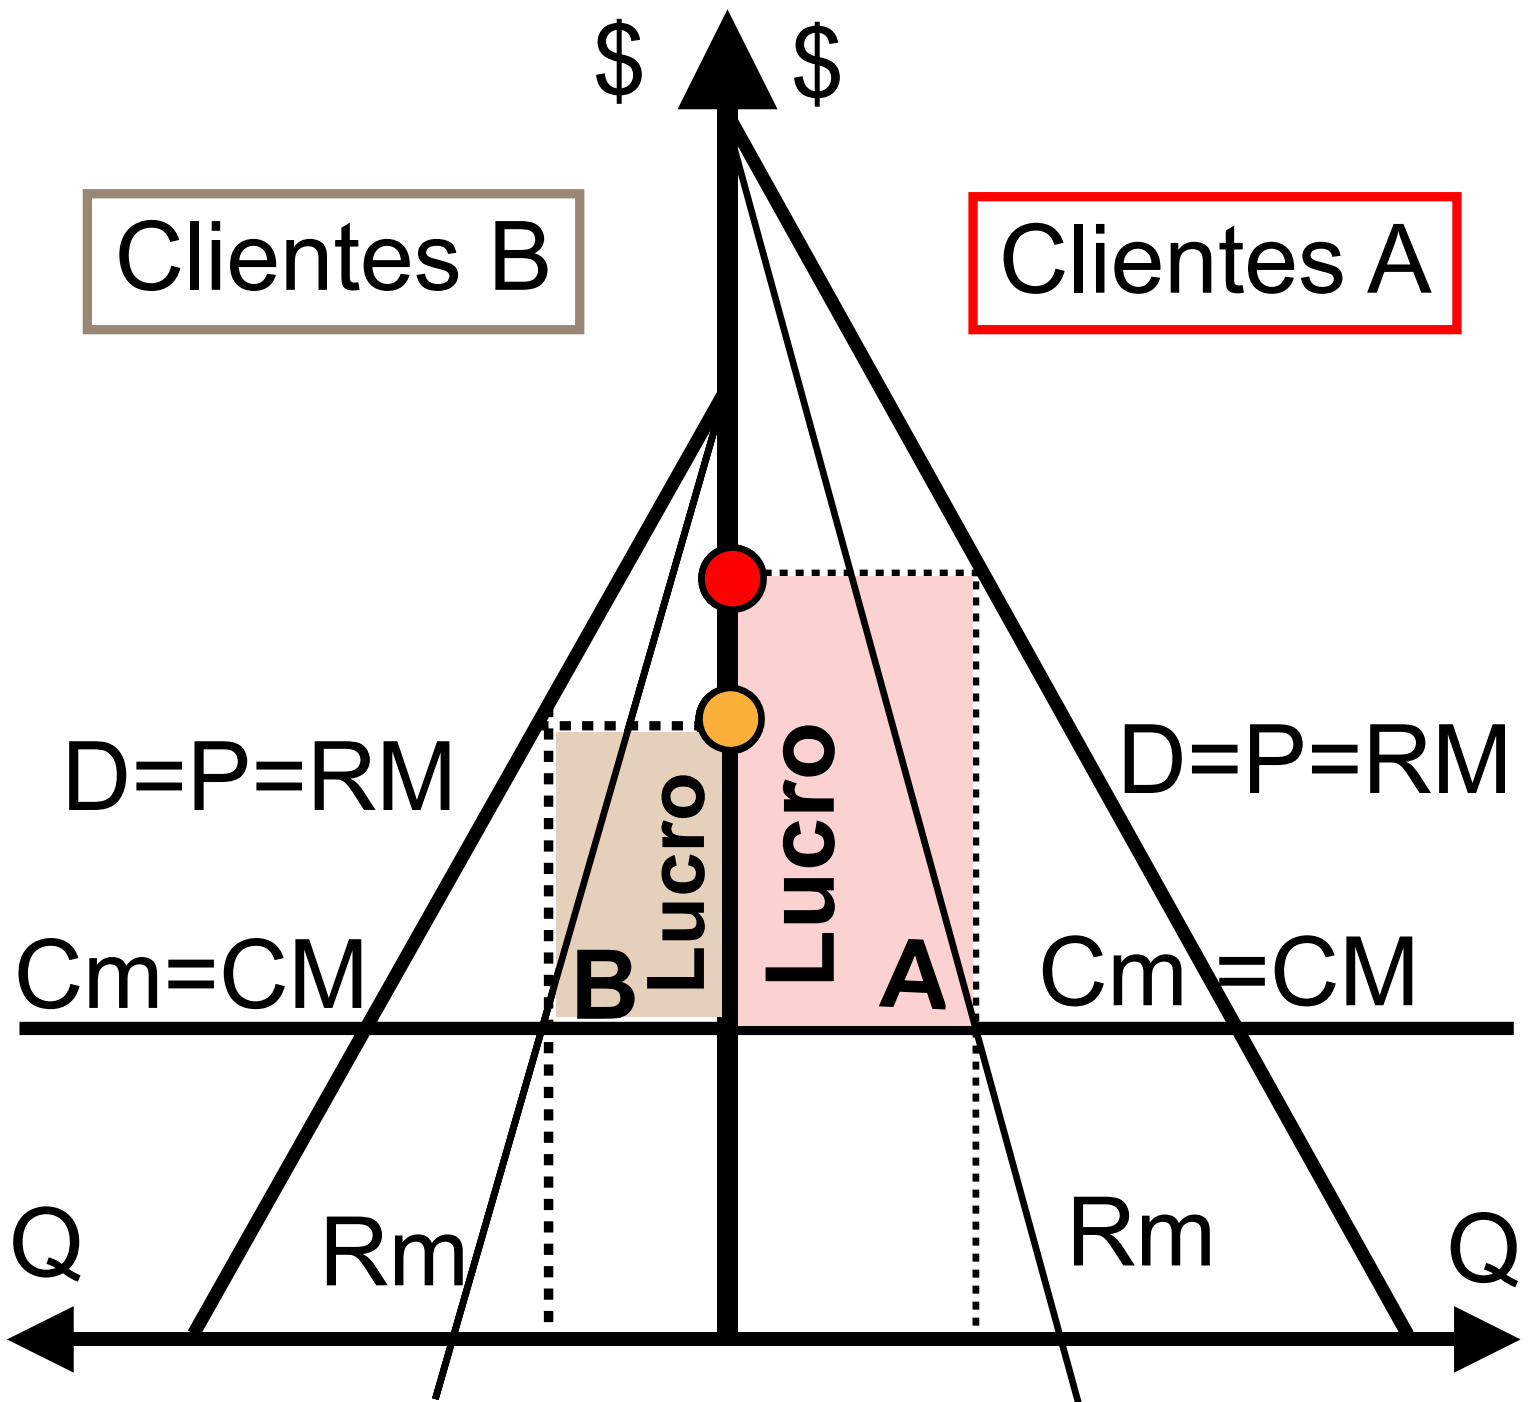 $ $
Clientes B
Clientes A
D=P=RM
D=P=RM
Lucro
Lucro
B
A
Cm=CM
Cm =CM
Q
Rm
Rm
Q